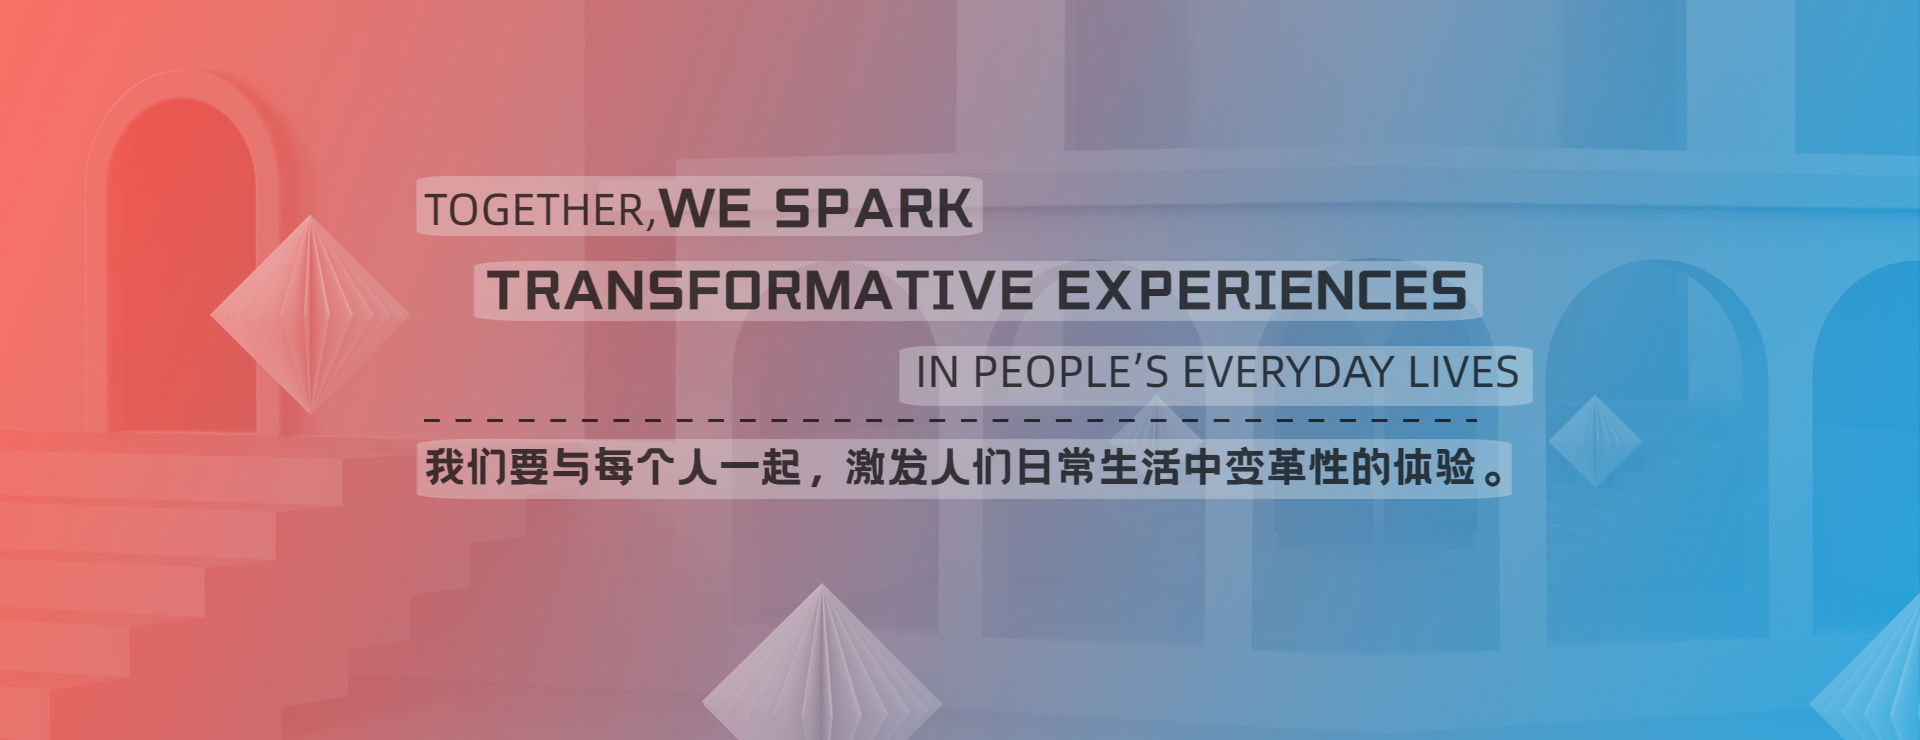 TOGETHER,WE SPARK
TRANSFORMATIVE EXPERIENCES
IN PEOPLE’S EVERYDAY LIVES
我们要与每个人一起，激发人们日常生活中变革性的体验。